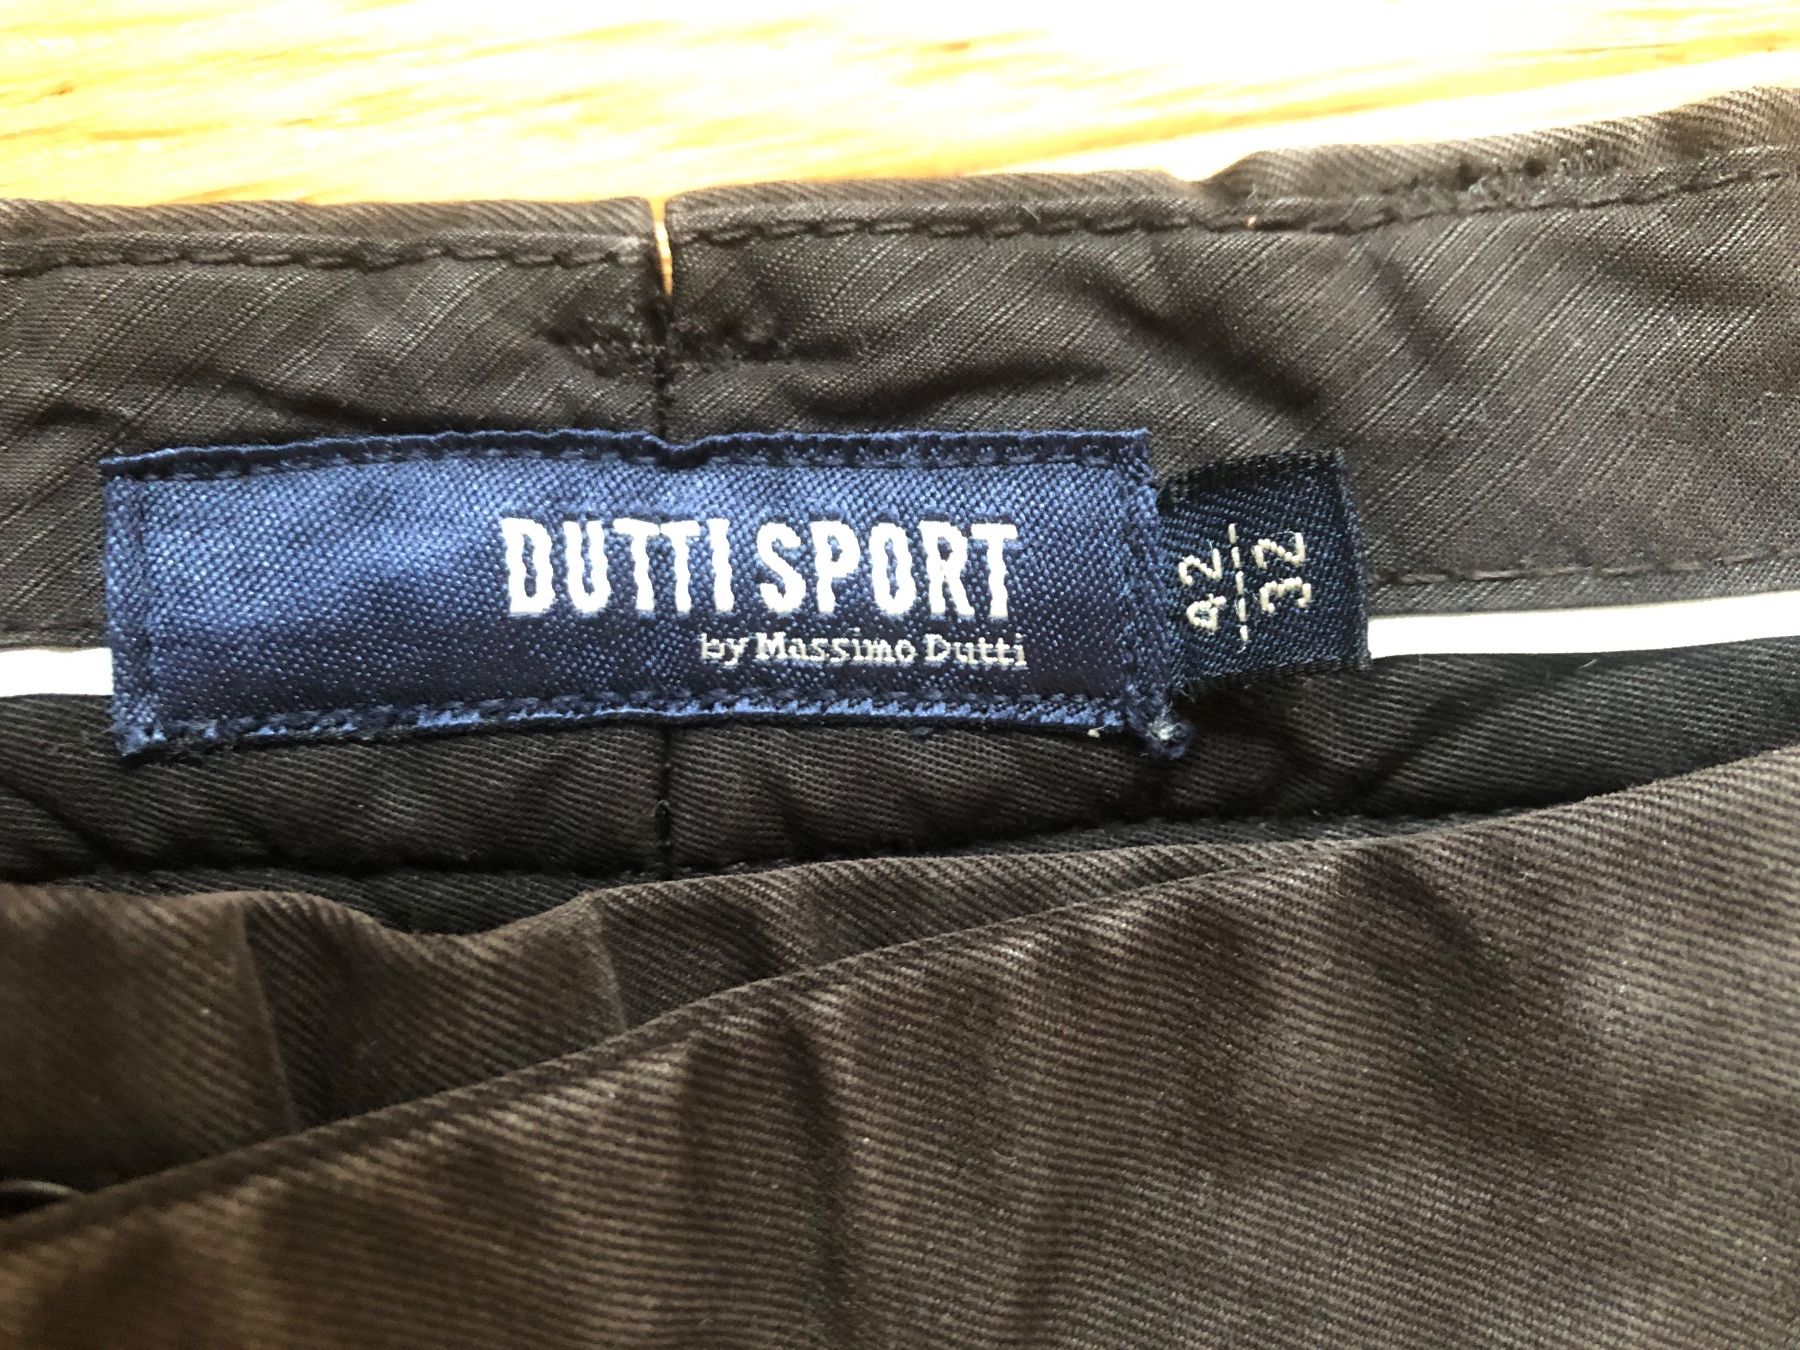 DUTTI SPORT
by Massimo Dutti
42
32